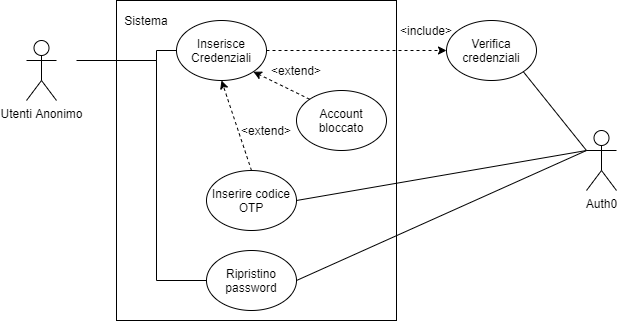 Sistema
Inserisce
Credenziali
<include>
Verifica
credenziali
<extend>
Utenti Anonimo
Account
bloccato
<extend>
Inserire codice
OTP
Auth0
Ripristino
password